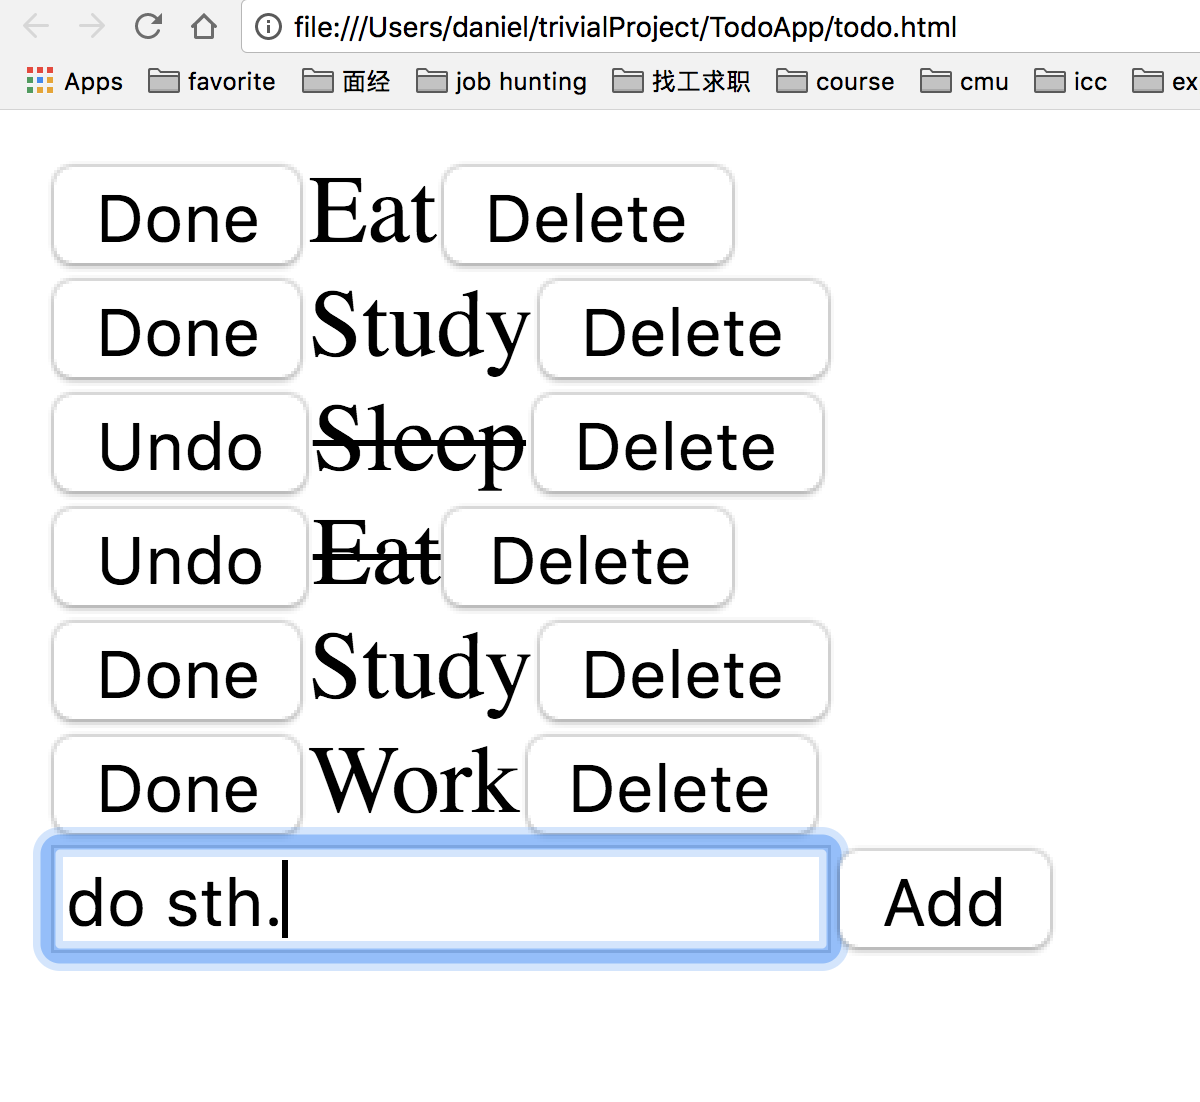 file:///Users/daniel/trivialProject/TodoApp/todo.html
Apps favorite 面经 job hunting 找工求职 course cmu icc ex
Done Eat Delete
Done Study Delete
Undo Sleep Delete
Undo Eat Delete
Done Study Delete
Done Work Delete
do sth. Add